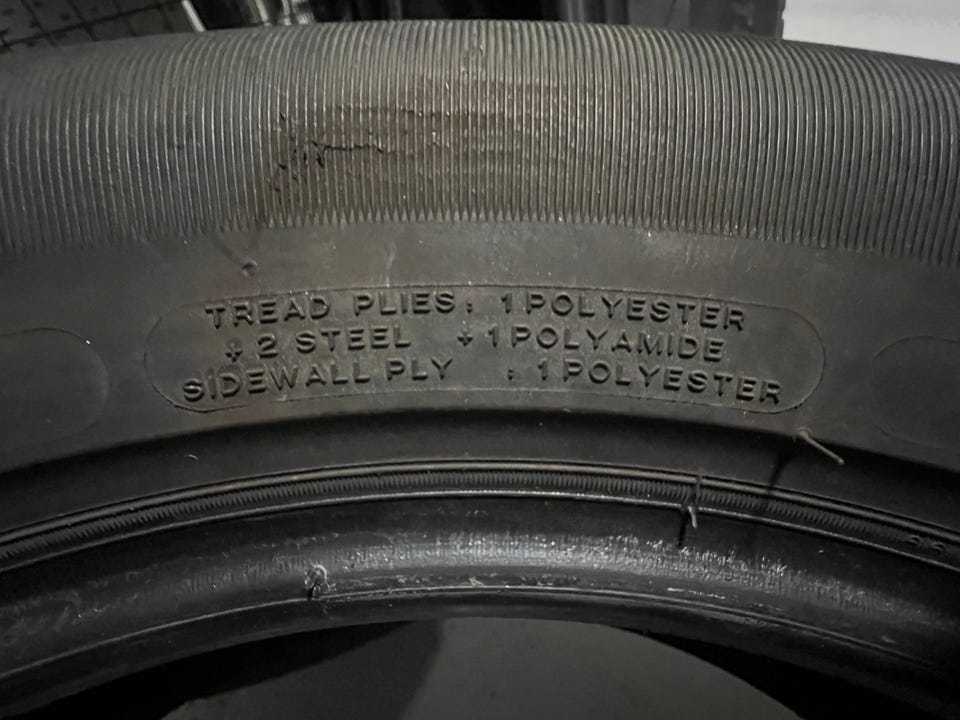 TREAD PLIES: 1 POLYESTER
+ 2 STEEL + 1 POLYAMIDE
SIDEWALL PLY : 1 POLYESTER